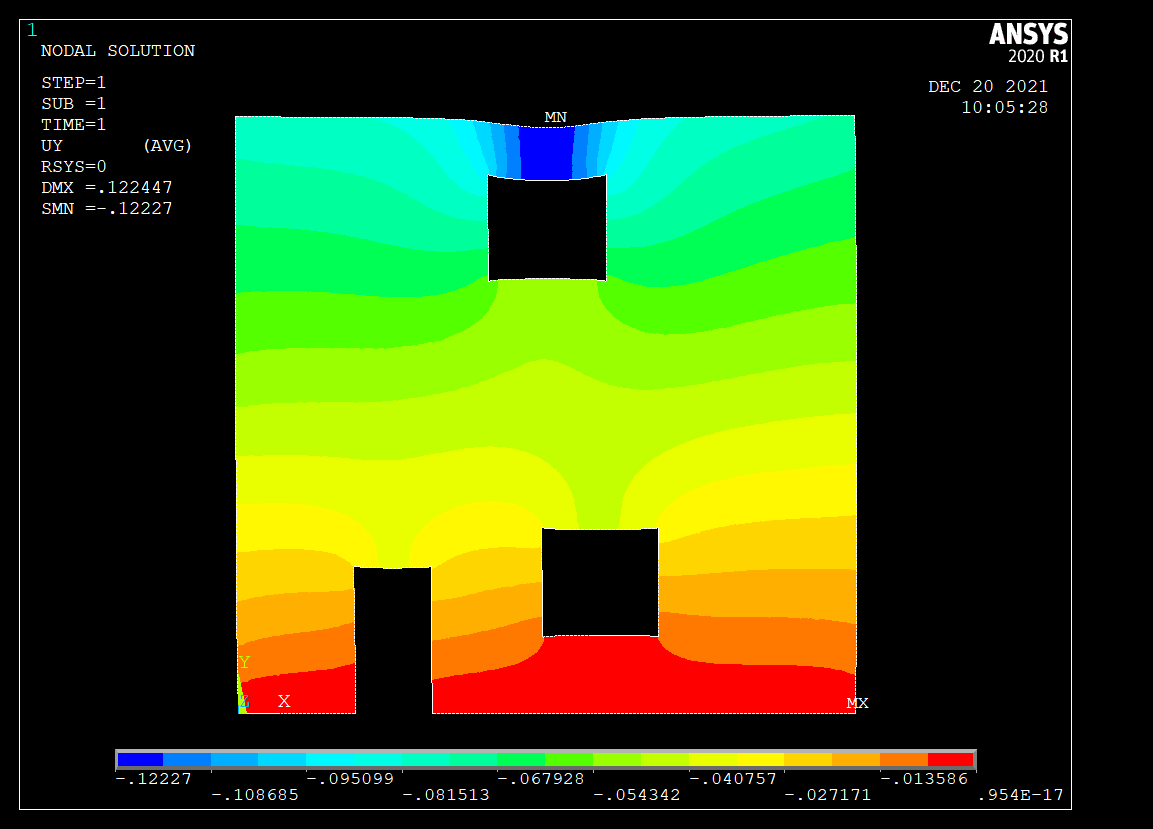 1
ANSYS
2020 R1
NODAL SOLUTION
STEP=1
SUB =1
TIME=1
UY (AVG)
RSYS=0
DMX =.122447
SMN =-.12227
DEC 20 2021
10:05:28
MN
Y
Z X
MX
-.12227 -.095099 -.067928 -.040757 -.013586
-.108685 -.081513 -.054342 -.027171 .954E-17